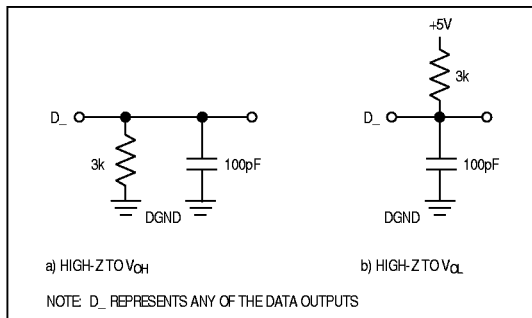 +5V
3k
D_
3k
100pF
DGND
D_
100pF
DGND
a) HIGH-Z TO VOH
b) HIGH-Z TO VOL
NOTE: D_ REPRESENTS ANY OF THE DATA OUTPUTS